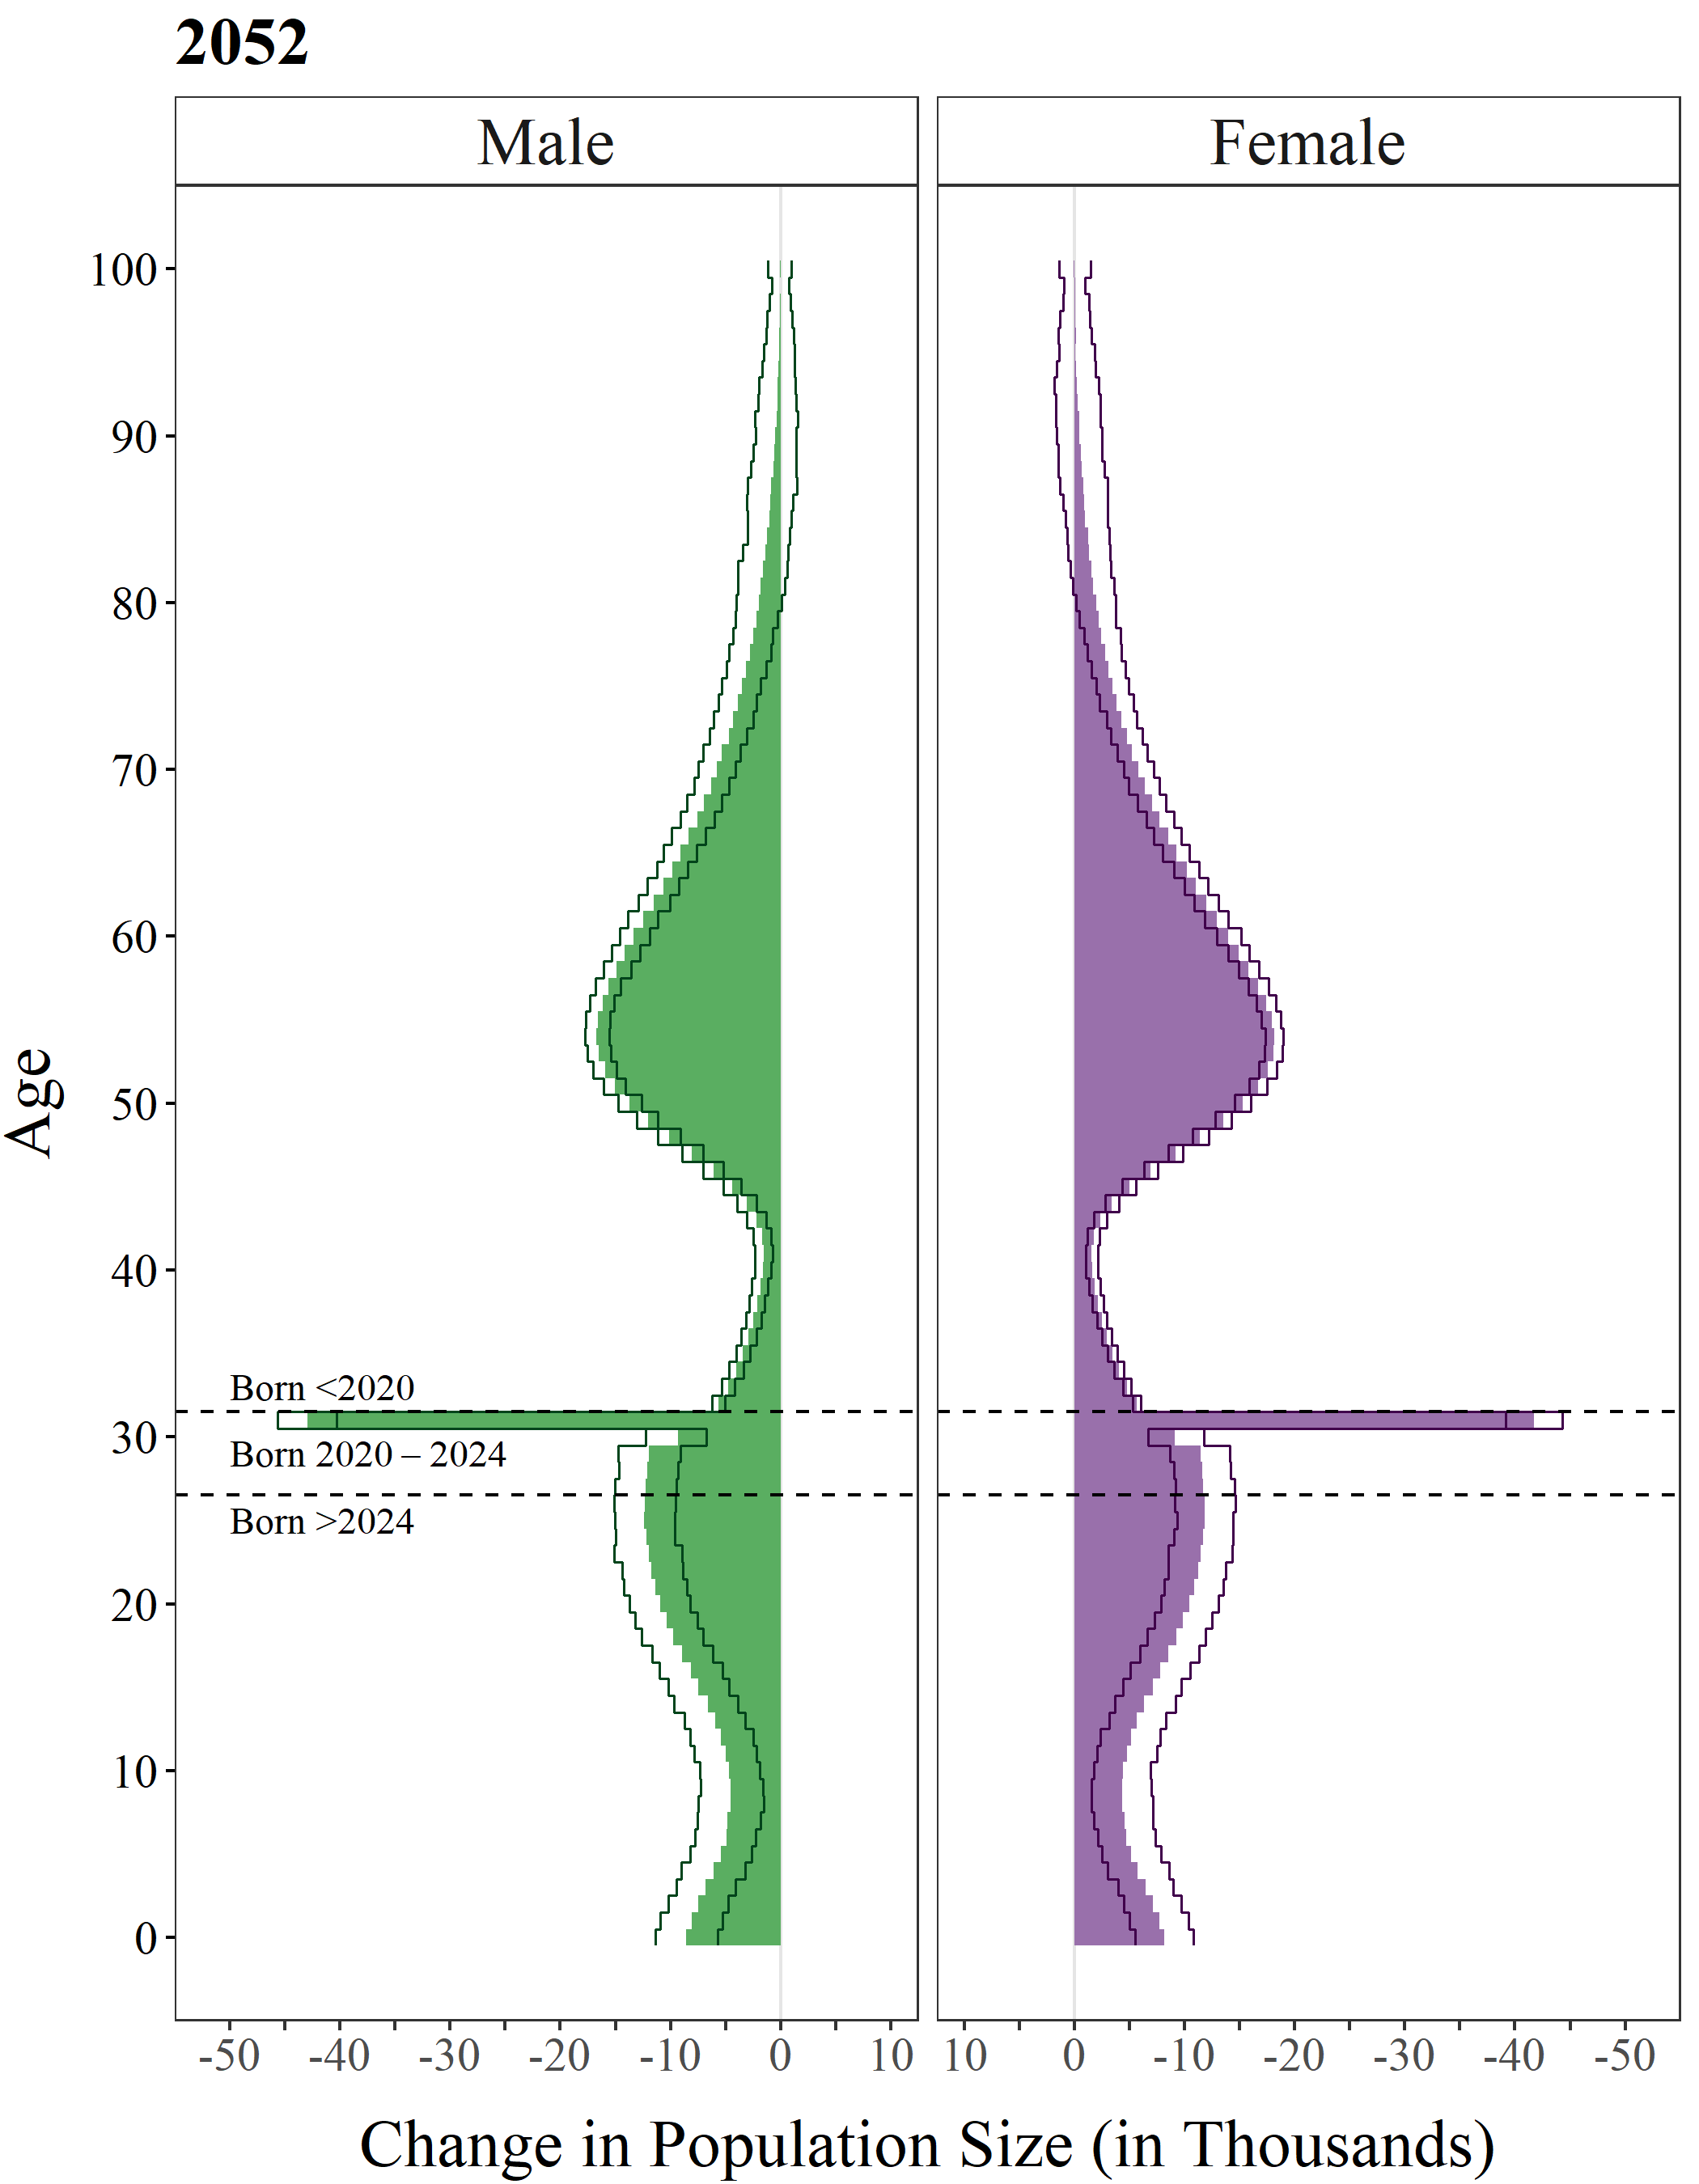 2052
Male
Female
100
90
80
70
60
50
40
30
20
10
0
Age
Born <2020
Born 2020 – 2024
Born >2024
-50 -40 -30 -20 -10 0 10
10 0 -10 -20 -30 -40 -50
Change in Population Size (in Thousands)